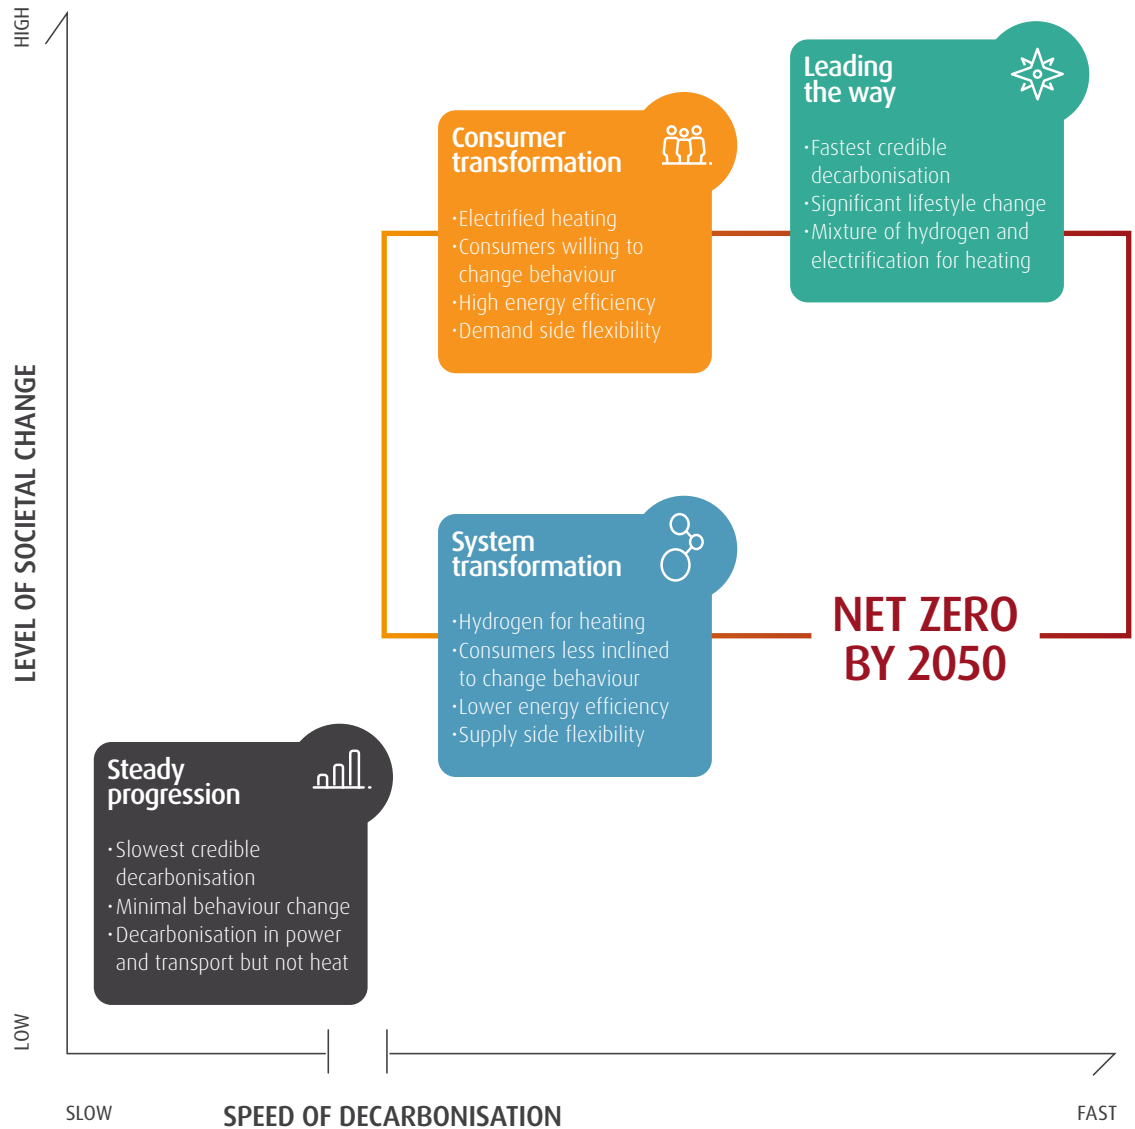 HIGH
Leading
the way
·Fastest credible
decarbonisation
·Significant lifestyle change
·Mixture of hydrogen and
electrification for heating
Consumer
transformation
·Electrified heating
·Consumers willing to
change behaviour
·High energy efficiency
·Demand side flexibility
LEVEL OF SOCIETAL CHANGE
System
transformation
·Hydrogen for heating
·Consumers less inclined
to change behaviour
·Lower energy efficiency
·Supply side flexibility
NET ZERO
BY 2050
Steady
progression
·Slowest credible
decarbonisation
·Minimal behaviour change
·Decarbonisation in power
and transport but not heat
LOW
SLOW
SPEED OF DECARBONISATION
FAST